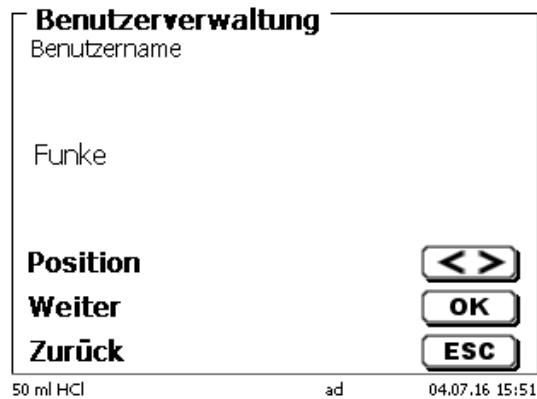 Benutzerverwaltung
Benutzername
Funke
Position < >
Weiter OK
Zurück ESC
50 ml HCl ad 04.07.16 15:51